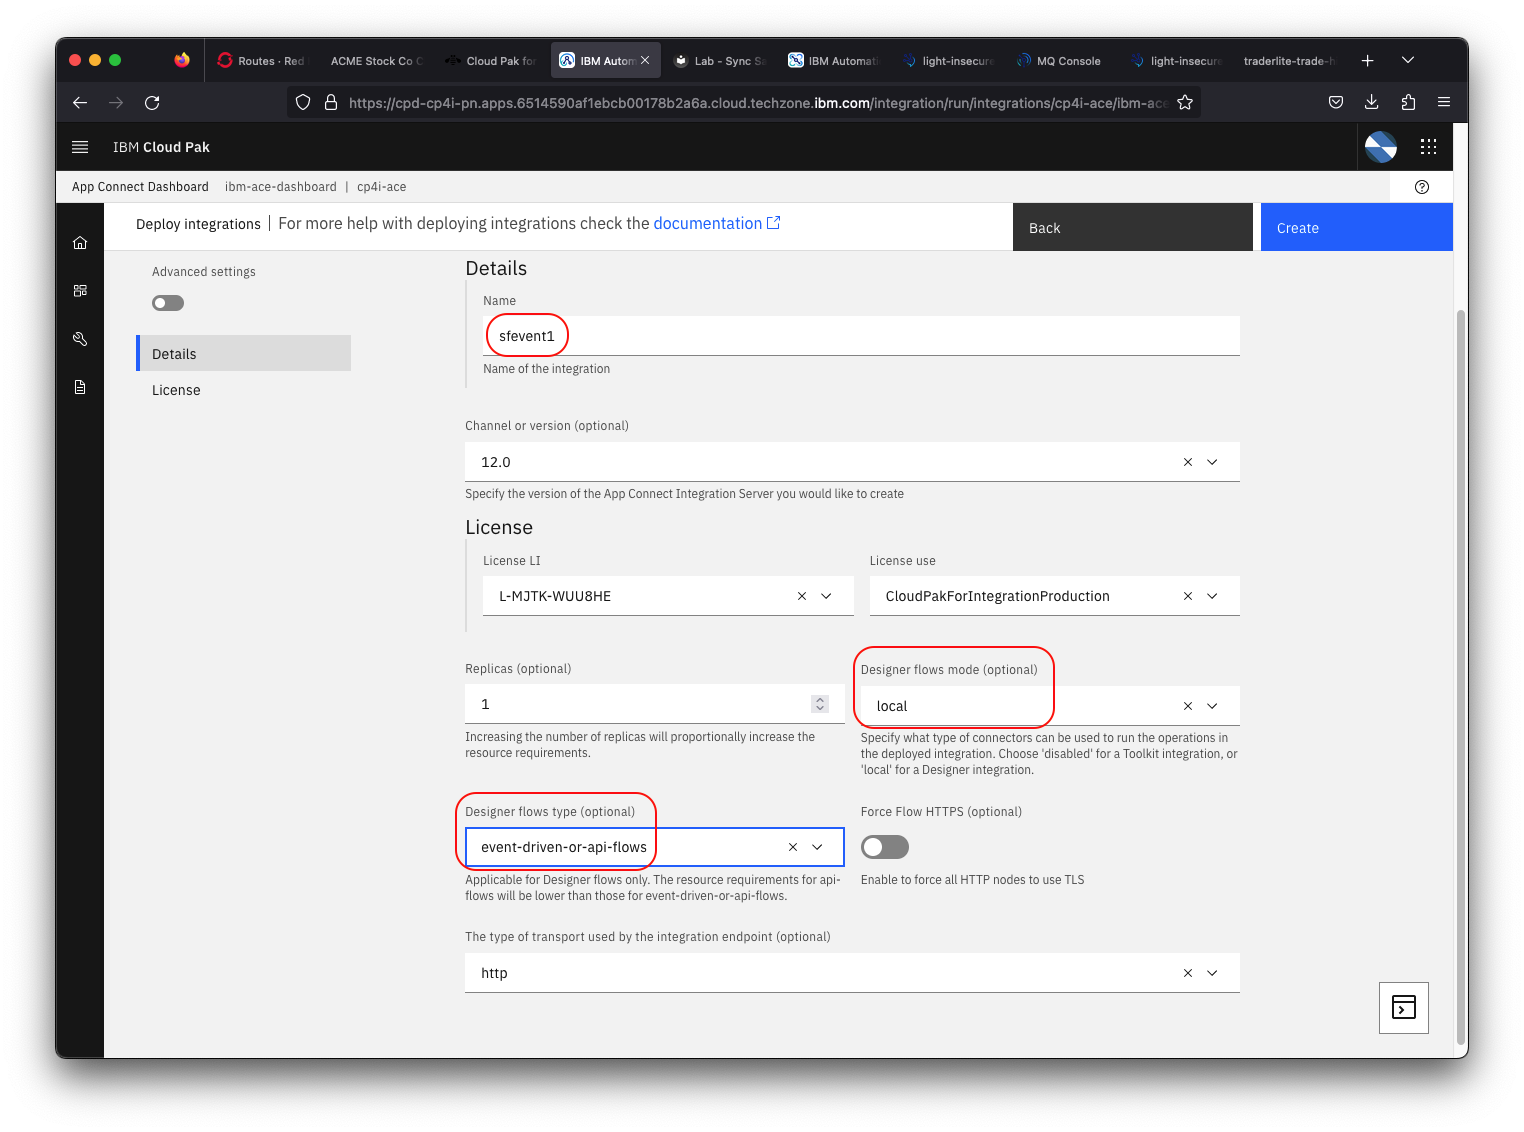 Routes · Red
ACME Stock Co
Cloud Pak for
IBM Autom
Lab - Sync
IBM Automati
light-insecure
MQ Console
light-insecure
traderlite-trade-h
https://cpd-cp4i-pn.apps.6514590af1ebcb00178b2a6a.cloud.techzone.ibm.com/integration/run/integrations/cp4i-ace/ibm-ace
IBM Cloud Pak
App Connect Dashboard ibm-ace-dashboard | cp4i-ace
Deploy integrations | For more help with deploying integrations check the documentation
Back
Create
Advanced settings
Details
License
Details
Name
sfevent1
Name of the integration
Channel or version (optional)
12.0
Specify the version of the App Connect Integration Server you would like to create
License
License LI
L-MJTK-WUU8HE
License use
CloudPakForIntegrationProduction
Replicas (optional)
1
Increasing the number of replicas will proportionally increase the
resource requirements.
Designer flows mode (optional)
local
Specify what type of connectors can be used to run the operations in
the deployed integration. Choose 'disabled' for a Toolkit integration, or
'local' for a Designer integration.
Designer flows type (optional)
event-driven-or-api-flows
Applicable for Designer flows only. The resource requirements for api-
flows will be lower than those for event-driven-or-api-flows.
Force Flow HTTPS (optional)
Enable to force all HTTP nodes to use TLS
The type of transport used by the integration endpoint (optional)
http